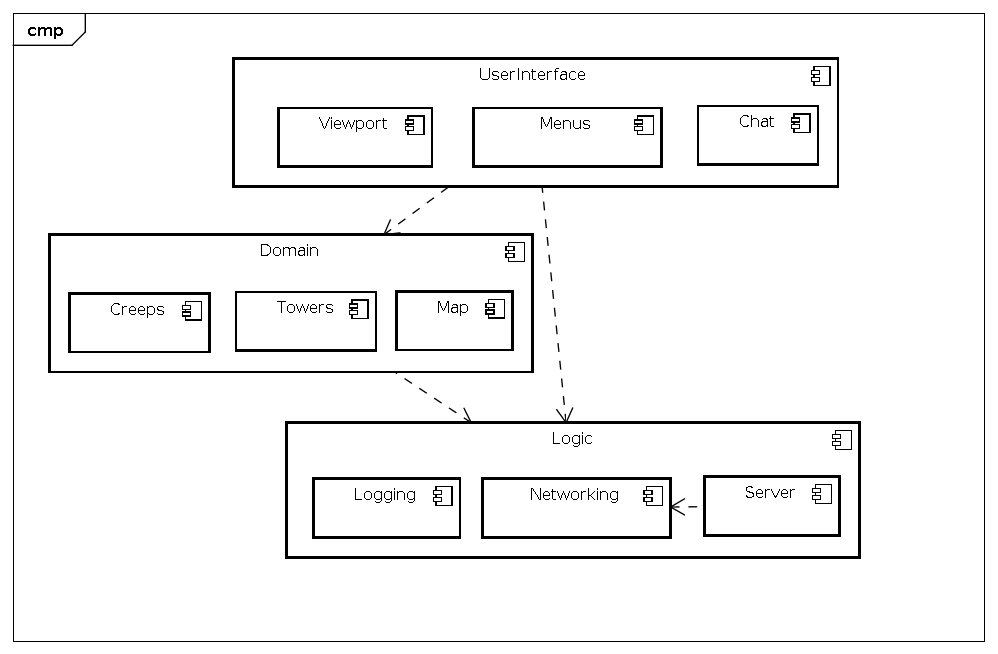 cmp
UserInterface
Viewport
Menus
Chat
Domain
Creeps
Towers
Map
Logic
Logging
Networking
Server